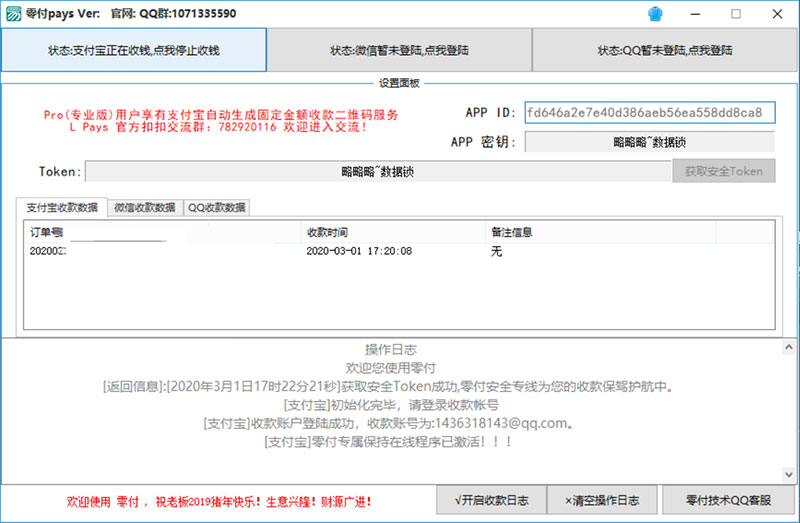 零付pays Ver: 官网: QQ群:1071335590
状态:支付宝正在收钱,点我停止收钱
状态:微信暂未登陆,点我登陆
状态:QQ暂未登陆,点我登陆
设置面板
Pro(专业版)用户享有支付宝自动生成固定金额收款二维码服务
L Pays 官方扣扣交流群: 782920116 欢迎进入交流!
APP ID: fd646a2e7e40d386aeb56ea558dd8ca8
APP 密钥: 略略略~数据锁
Token: 略略略~数据锁 获取安全Token
支付宝收款数据 微信收款数据 QQ收款数据
订单号 收款时间 备注信息
202002 2020-03-01 17:20:08 无
操作日志
欢迎您使用零付
[返回信息]:[2020年3月1日17时22分21秒]获取安全Token成功,零付安全专线为您的收款保驾护航中。
[支付宝]初始化完毕，请登录收款帐号
[支付宝]收款账户登陆成功，收款账号为:1436318143@qq.com。
[支付宝]零付专属保持在线程序已激活！！！
欢迎使用 零付 ，祝老板2019猪年快乐! 生意兴隆! 财源广进!
√开启收款日志
×清空操作日志
零付技术QQ客服